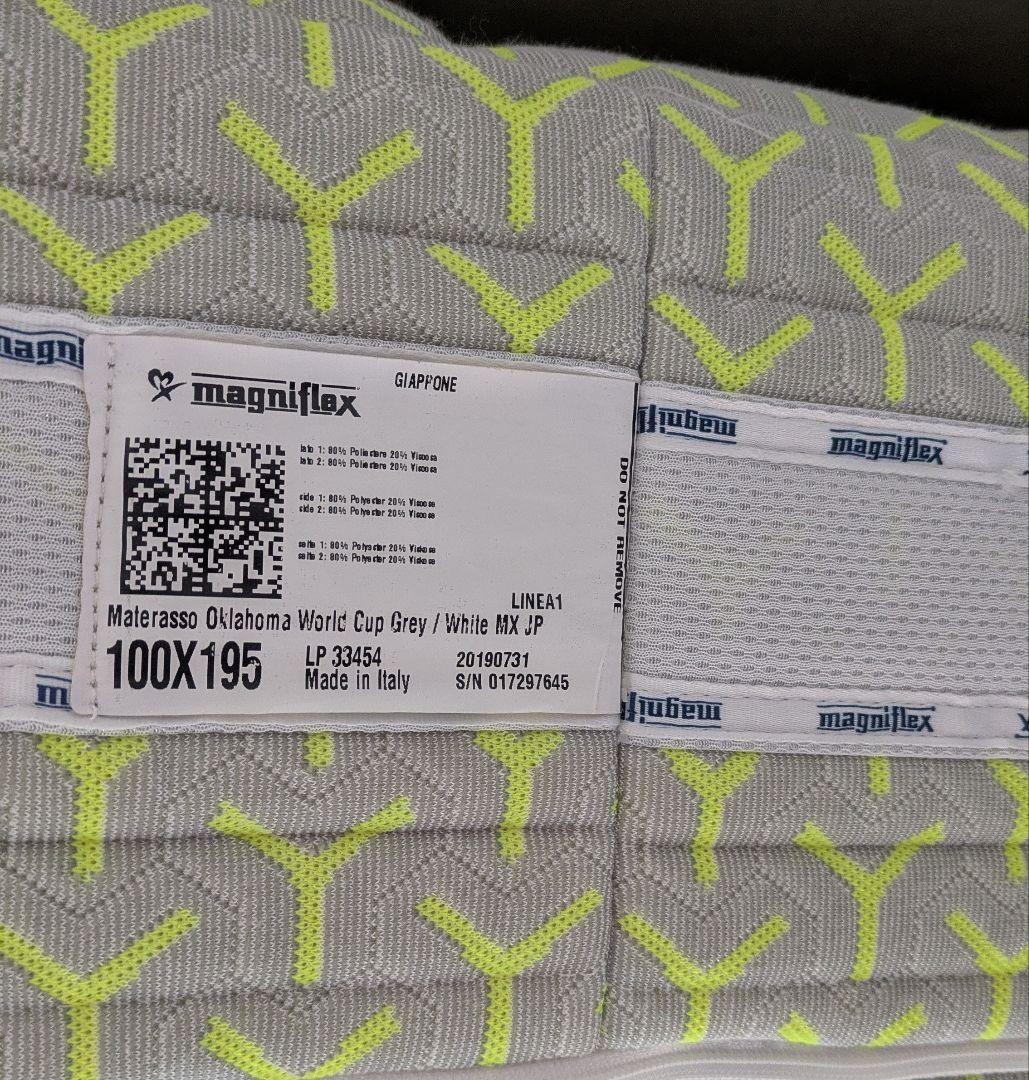 magni
magniflex
GIAPPONE
lato 1: 80% Poliestere 20% Viscosa
lato 2: 80% Poliestere 20% Viscosa
side 1: 80% Polyester 20% Viscose
side 2: 80% Polyester 20% Viscose
seite 1: 80% Polyester 20% Viskose
seite 2: 80% Polyester 20% Viskose
DO NOT REMOVE
LINEA1
Materasso Oklahoma World Cup Grey / White MX JP
100X195
LP 33454
20190731
Made in Italy
S/N 017297645
magnifl
magniflex
m
magnifl
magniflex